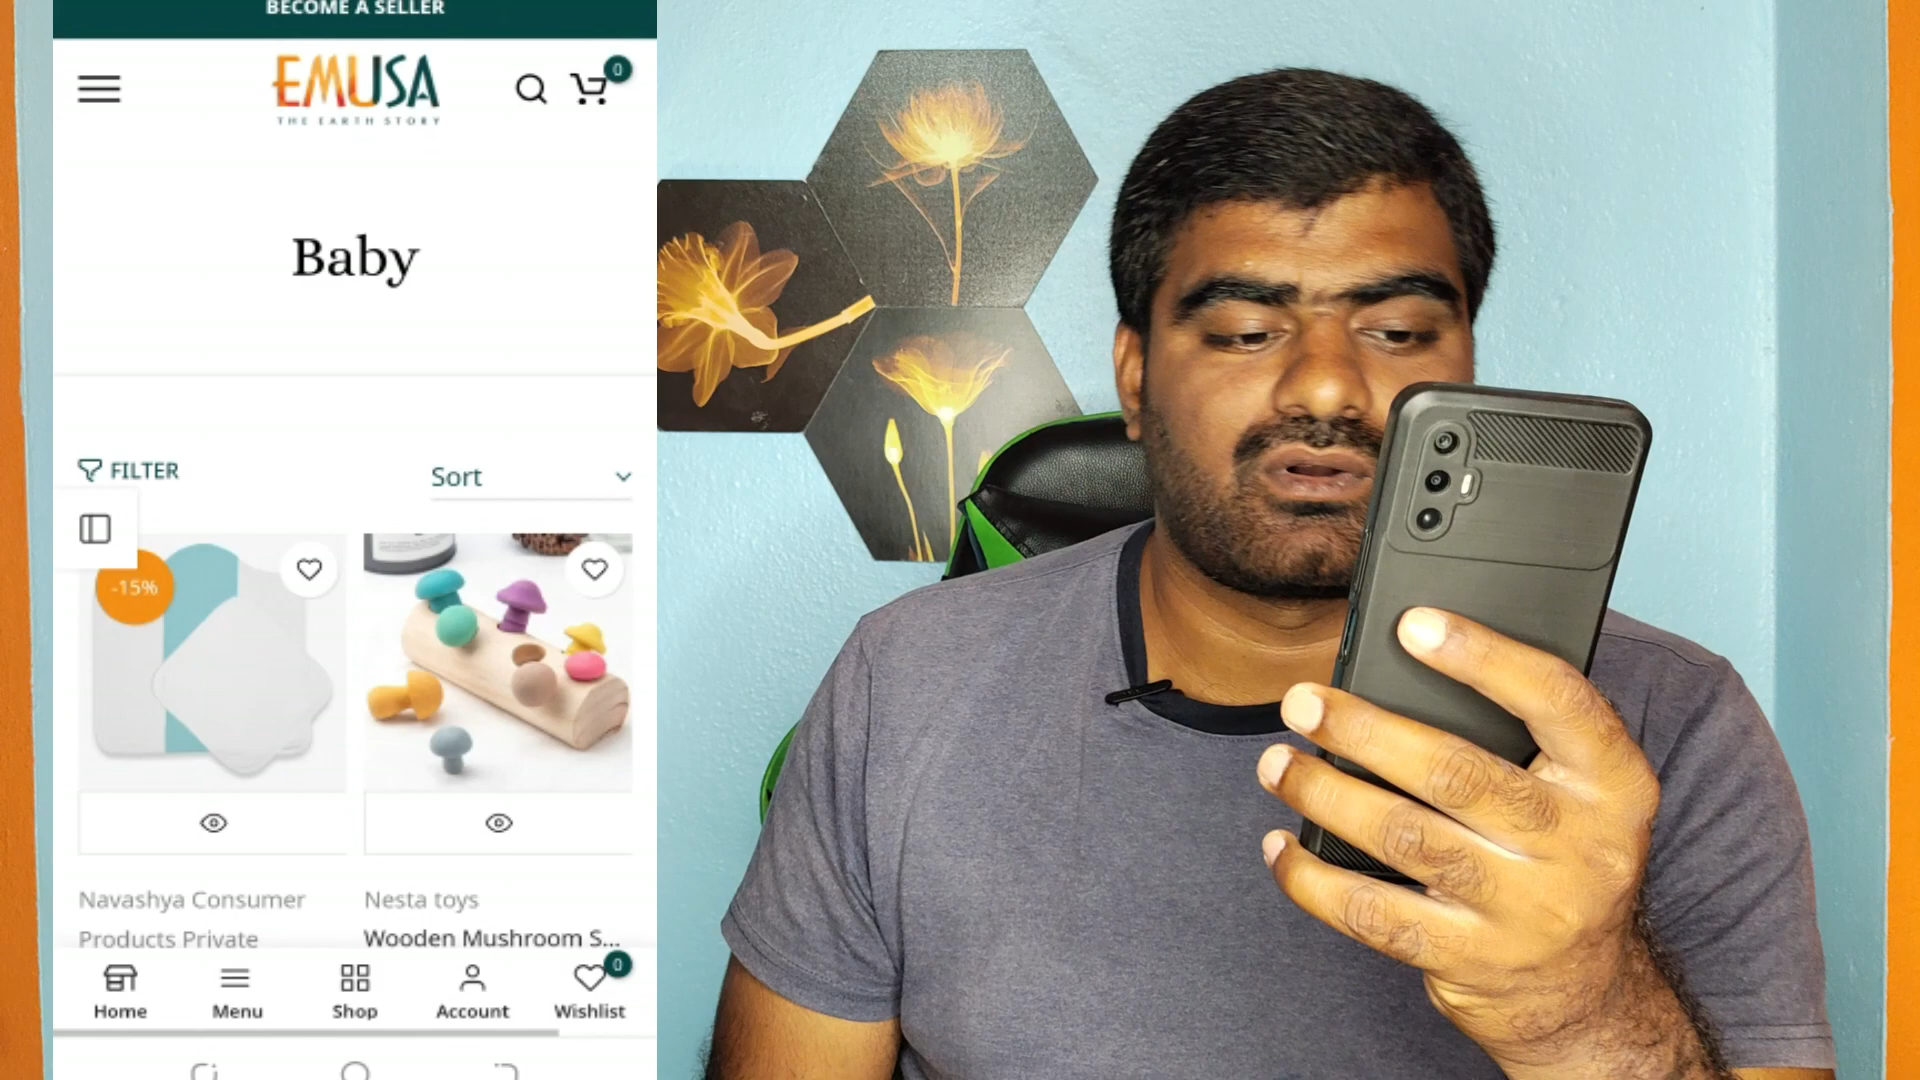 BECOME A SELLER
EMUSA
0
THE EARTH STORY
Baby
FILTER
Sort
-15%
Navashya Consumer
Products Private
Nesta toys
Wooden Mushroom S...
0
Home
Menu
Shop
Account
Wishlist